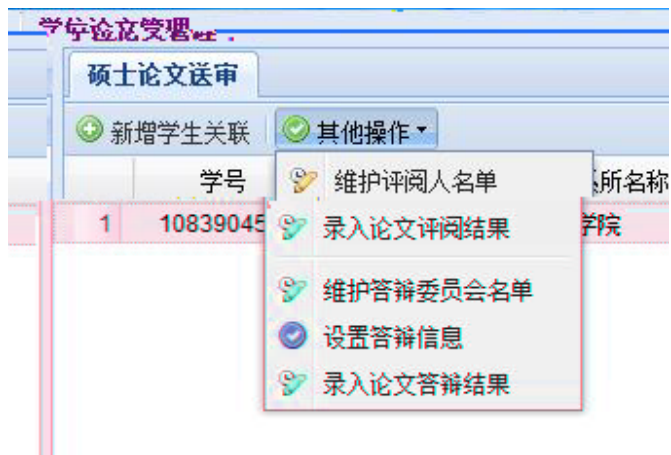 学位论文管理
硕士论文送审
新增学生关联 其他操作
学号 维护评阅人名单 所名称
1 10839045 录入论文评阅结果 学院
维护答辩委员会名单
设置答辩信息
录入论文答辩结果